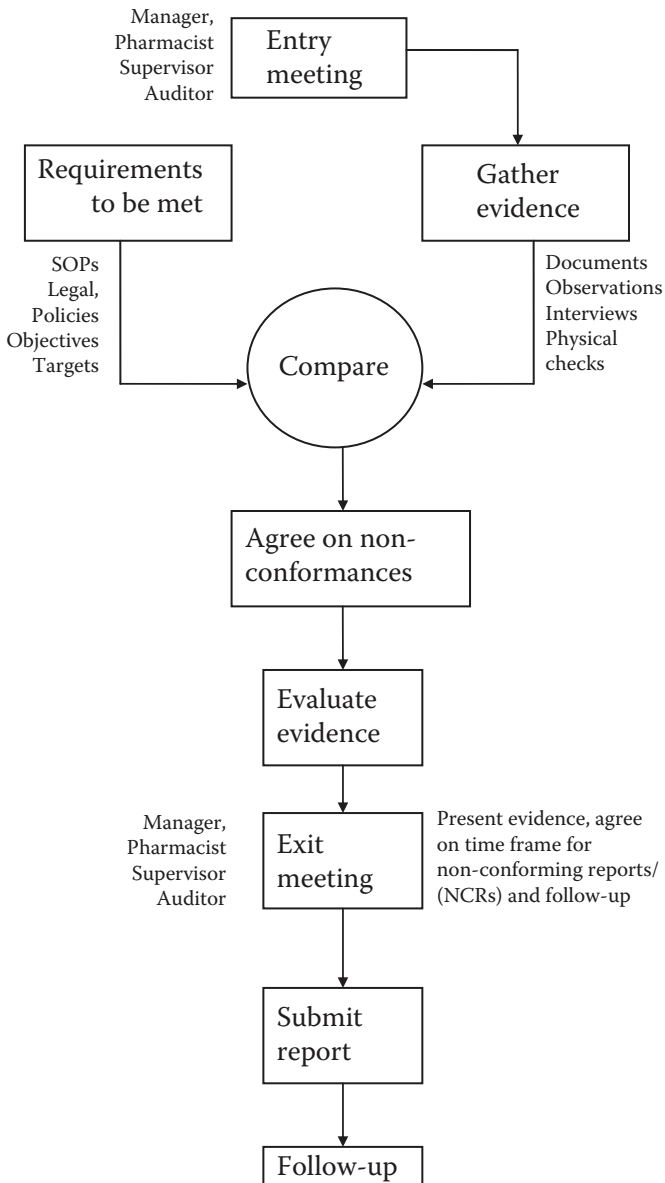 Manager,
Pharmacist
Supervisor
Auditor
Entry
meeting
Requirements
to be met
Gather
evidence
SOPs
Legal,
Policies
Objectives
Targets
Documents
Observations
Interviews
Physical
checks
Compare
Agree on non-
conformances
Evaluate
evidence
Manager,
Pharmacist
Supervisor
Auditor
Exit
meeting
Present evidence, agree
on time frame for
non-conforming reports/
(NCRs) and follow-up
Submit
report
Follow-up